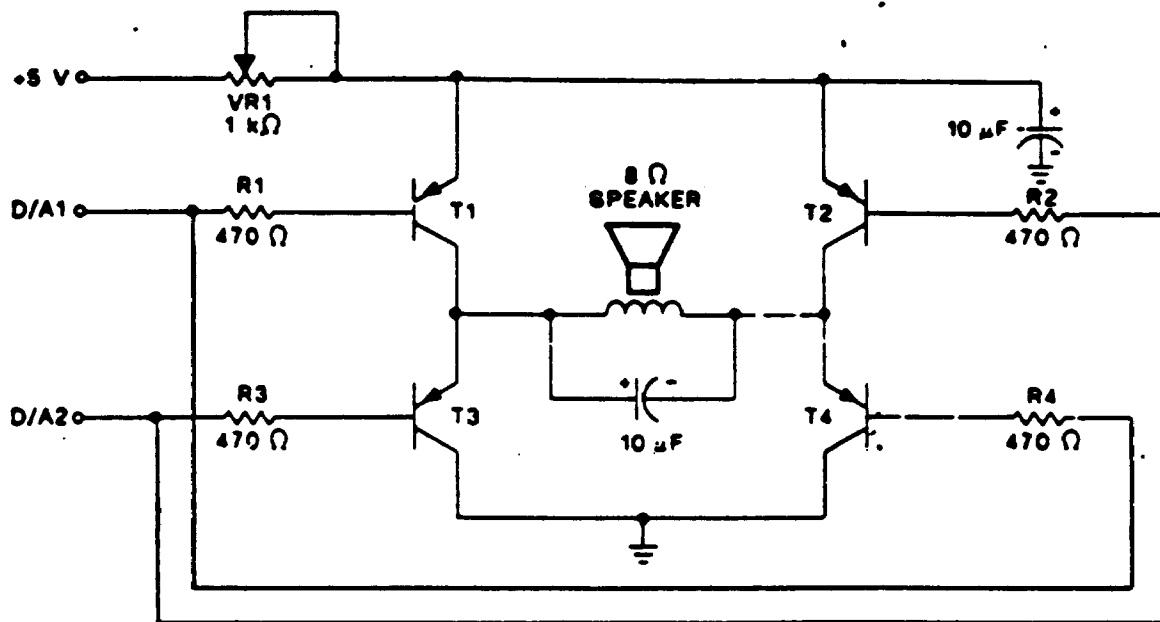 +5 V
VR1
1 kΩ
10 μF
+
-
D/A1
R1
470 Ω
T1
8 Ω
SPEAKER
T2
R2
470 Ω
D/A2
R3
470 Ω
T3
+
-
10 μF
T4
R4
470 Ω